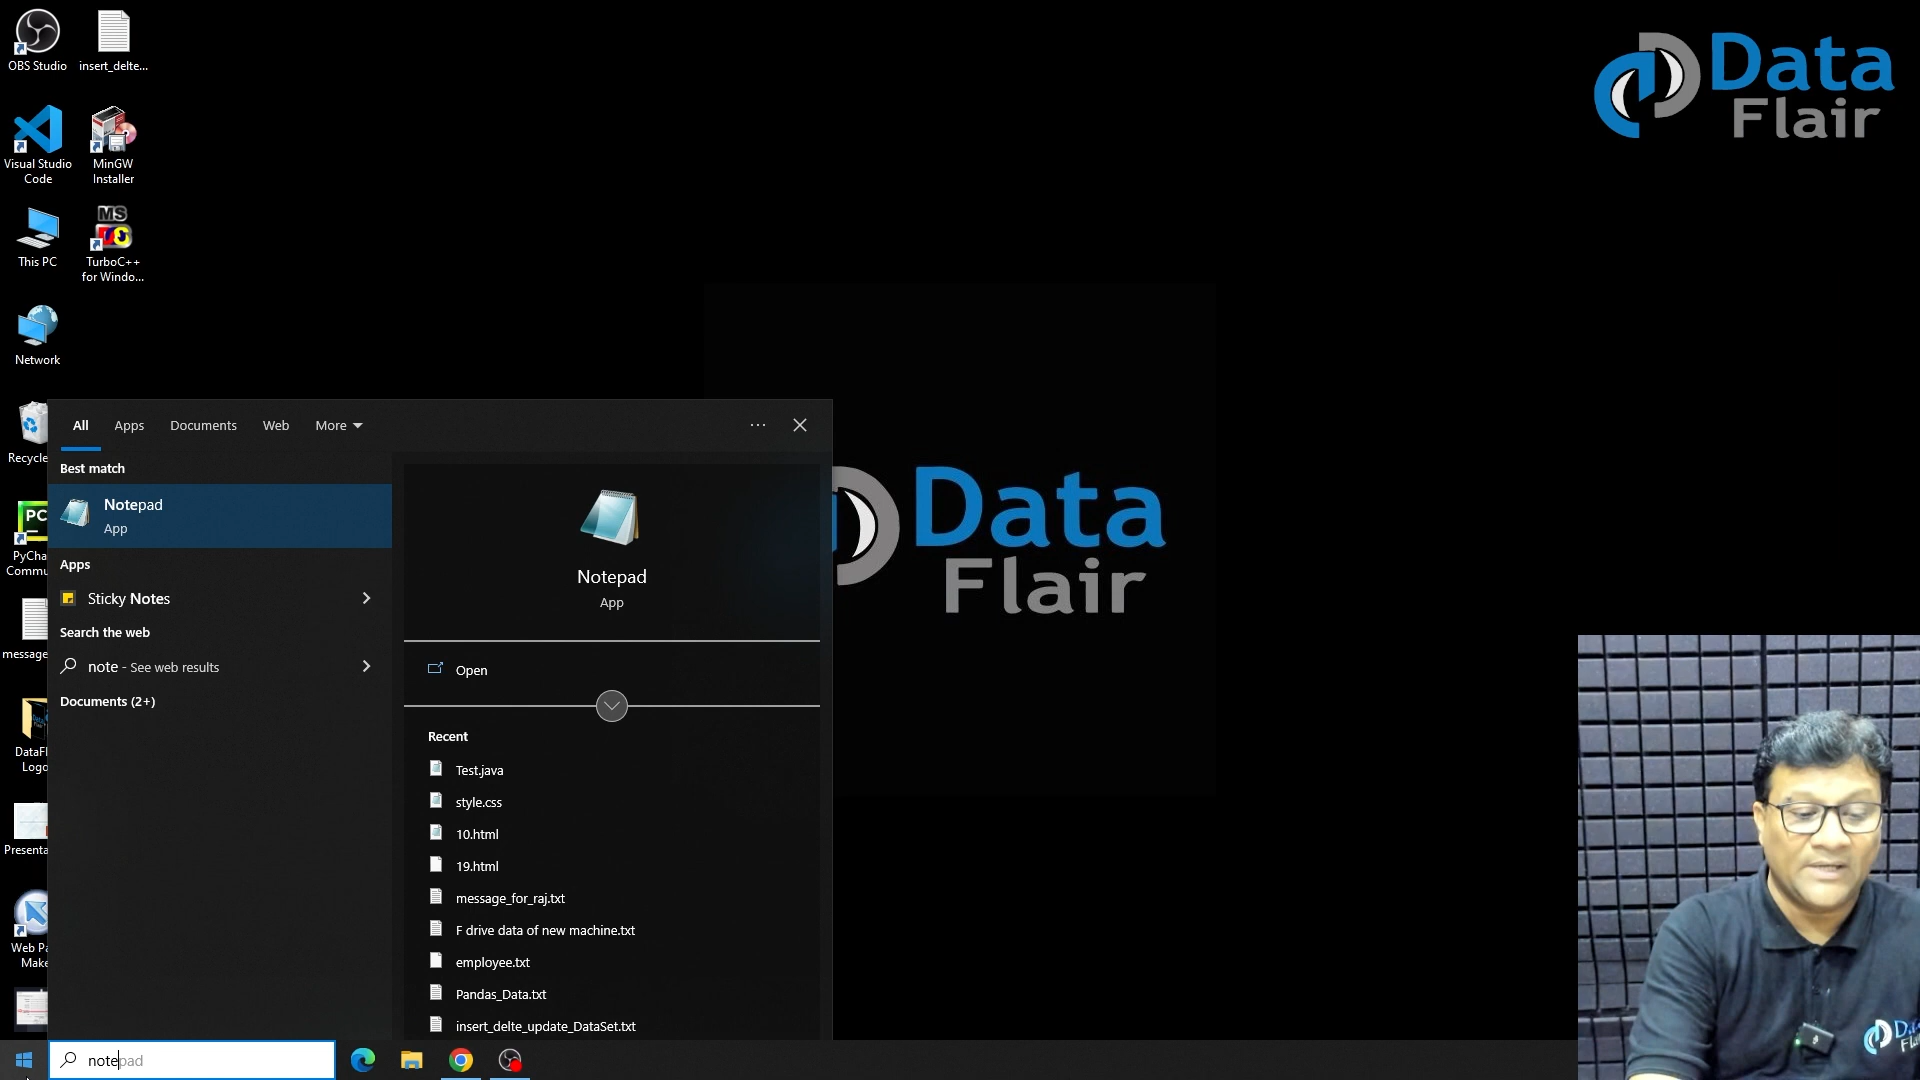 OBS Studio
insert_delte...
Visual Studio
Code
MinGW
Installer
This PC
MS
TurboC++
for Windo...
Network
Recycle
PC
PyCha
Commu
message
DataFl
Logo
Presenta
Web Pa
Make
Data
Flair
All
Apps
Documents
Web
More
Best match
Notepad
App
Apps
Sticky Notes
Search the web
note - See web results
Documents (2+)
Notepad
App
Open
Recent
Test.java
style.css
10.html
19.html
message_for_raj.txt
F drive data of new machine.txt
employee.txt
Pandas_Data.txt
insert_delte_update_DataSet.txt
Data
Flair
notepad